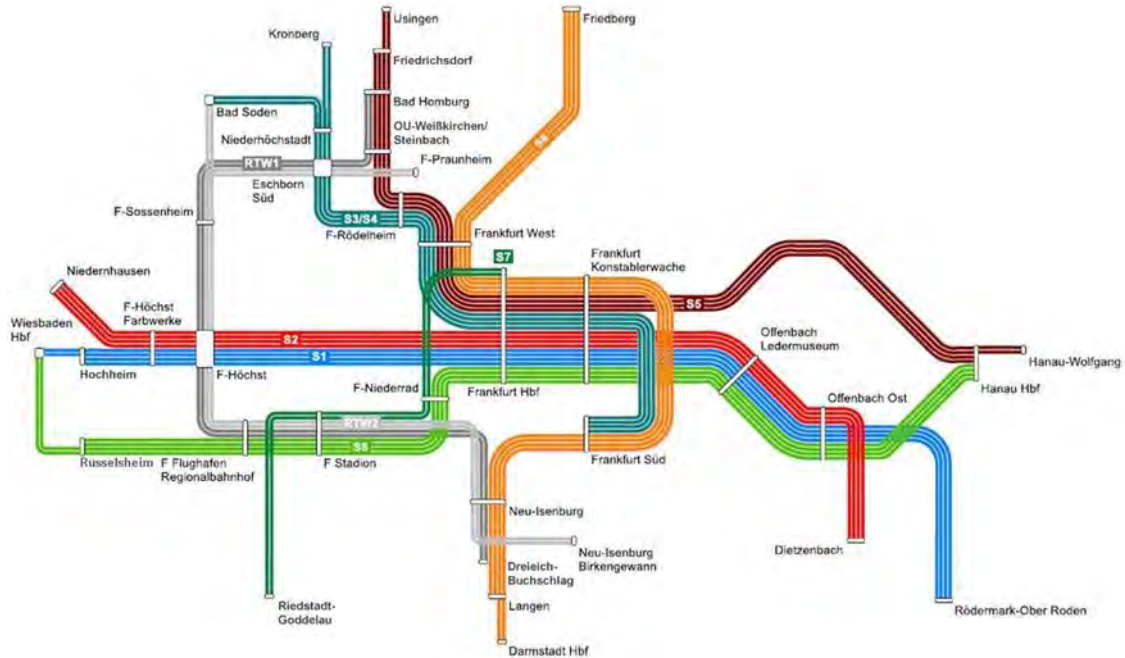 Usingen
Friedberg
Kronberg
Friedrichsdorf
Bad Homburg
Bad Soden
OU-Weißkirchen/
Steinbach
Niederhöchstadt
S6
F-Praunheim
RTW1
Eschborn
Süd
F-Sossenheim
S3/S4
F-Rödelheim
Frankfurt West
S7
Frankfurt
Konstablerwache
Niedernhausen
F-Höchst
Farbwerke
S5
Wiesbaden
Hbf
S2
Offenbach
Ledermuseum
S1
Hochheim
F-Höchst
F-Niederrad
Frankfurt Hbf
Hanau-Wolfgang
Hanau Hbf
Offenbach Ost
RTW2
S8
Russelsheim
F Flughafen
Regionalbahnhof
F Stadion
Frankfurt Süd
Neu-Isenburg
Neu-Isenburg
Birkengewann
Dietzenbach
Dreieich-
Buchschlag
Riedstadt-
Goddelau
Langen
Rödermark-Ober Roden
Darmstadt Hbf